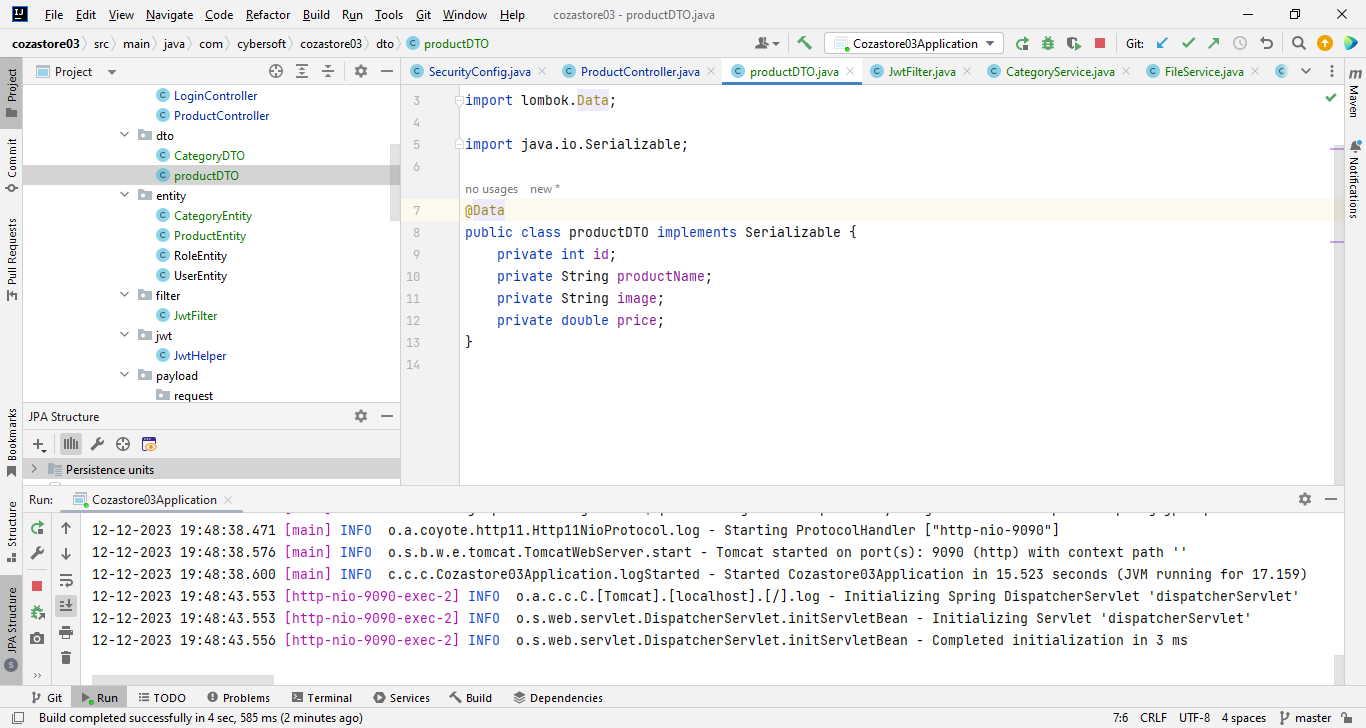 File Edit View Navigate Code Refactor Build Run Tools Git Window Help cozastore03 - productDTO.java
cozastore03 src main java com cybersoft cozastore03 dto productDTO Cozastore03Application Git:
Project SecurityConfig.java ProductController.java productDTO.java JwtFilter.java CategoryService.java FileService.java
LoginController
ProductController
dto
CategoryDTO
productDTO
entity
CategoryEntity
ProductEntity
RoleEntity
UserEntity
filter
JwtFilter
jwt
JwtHelper
payload
request
JPA Structure
Persistence units
3 import lombok.Data;
4
5 import java.io.Serializable;
6
no usages new *
7 @Data
8 public class productDTO implements Serializable {
9 private int id;
10 private String productName;
11 private String image;
12 private double price;
13 }
14
Project
Commit
Pull Requests
Bookmarks
Structure
JPA Structure
Maven
Notifications
Run: Cozastore03Application
12-12-2023 19:48:38.471 [main] INFO o.a.coyote.http11.Http11NioProtocol.log - Starting ProtocolHandler ["http-nio-9090"]
12-12-2023 19:48:38.576 [main] INFO o.s.b.w.e.tomcat.TomcatWebServer.start - Tomcat started on port(s): 9090 (http) with context path ''
12-12-2023 19:48:38.600 [main] INFO c.c.c.Cozastore03Application.logStarted - Started Cozastore03Application in 15.523 seconds (JVM running for 17.159)
12-12-2023 19:48:43.553 [http-nio-9090-exec-2] INFO o.a.c.c.C.[Tomcat].[localhost].[/].log - Initializing Spring DispatcherServlet 'dispatcherServlet'
12-12-2023 19:48:43.553 [http-nio-9090-exec-2] INFO o.s.web.servlet.DispatcherServlet.initServletBean - Initializing Servlet 'dispatcherServlet'
12-12-2023 19:48:43.556 [http-nio-9090-exec-2] INFO o.s.web.servlet.DispatcherServlet.initServletBean - Completed initialization in 3 ms
Git Run TODO Problems Terminal Services Build Dependencies
Build completed successfully in 4 sec, 585 ms (2 minutes ago) 7:6 CRLF UTF-8 4 spaces master